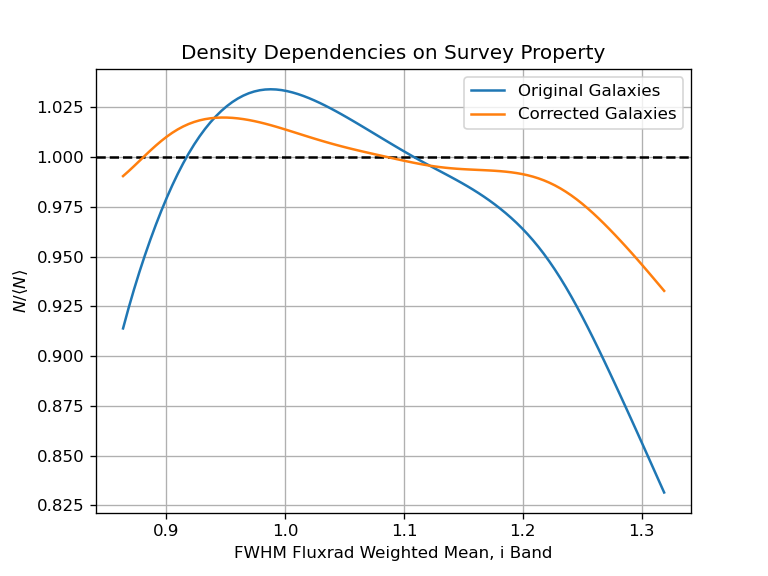 Density Dependencies on Survey Property
Original Galaxies
Corrected Galaxies
N/⟨N⟩
1.025
1.000
0.975
0.950
0.925
0.900
0.875
0.850
0.825
0.9 1.0 1.1 1.2 1.3
FWHM Fluxrad Weighted Mean, i Band